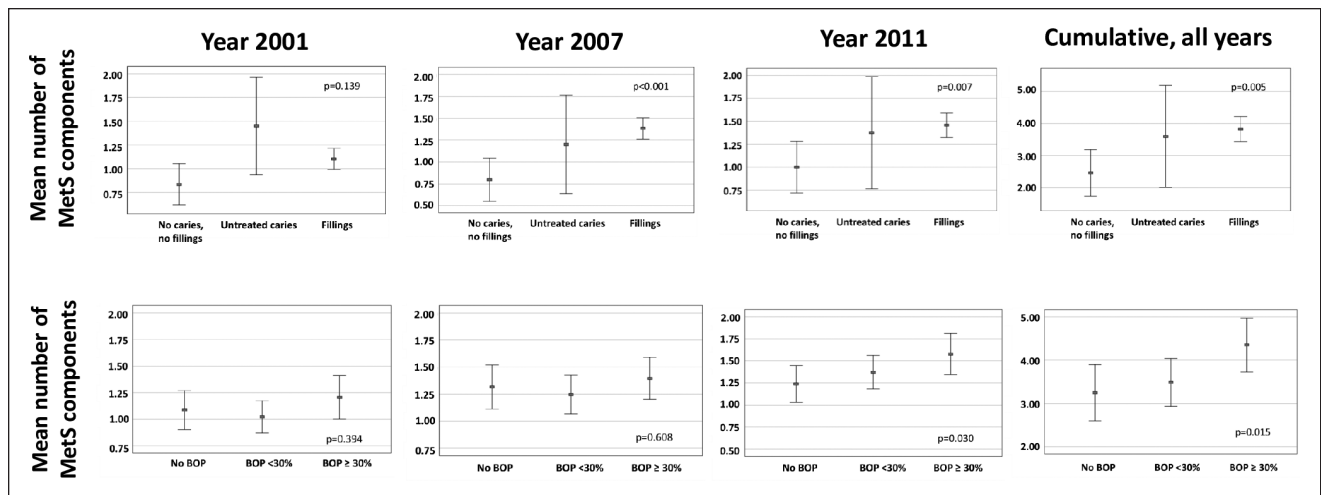 Year 2001
Year 2007
Year 2011
Cumulative, all years
Mean number of
MetS components
2.00
1.75
1.50
1.25
1.00
0.75
p=0.139
No caries,
no fillings
Untreated caries
Fillings
2.00
1.75
1.50
1.25
1.00
0.75
0.50
p<0.001
No caries,
no fillings
Untreated caries
Fillings
2.00
1.75
1.50
1.25
1.00
0.75
p=0.007
No caries,
no fillings
Untreated caries
Fillings
5.00
4.00
3.00
2.00
p=0.005
No caries,
no fillings
Untreated caries
Fillings
Mean number of
MetS components
2.00
1.75
1.50
1.25
1.00
0.75
p=0.394
No BOP
BOP <30%
BOP ≥ 30%
2.00
1.75
1.50
1.25
1.00
0.75
p=0.608
No BOP
BOP <30%
BOP ≥ 30%
2.00
1.75
1.50
1.25
1.00
0.75
0.50
p=0.030
No BOP
BOP <30%
BOP ≥ 30%
5.00
4.00
3.00
2.00
p=0.015
No BOP
BOP <30%
BOP ≥ 30%